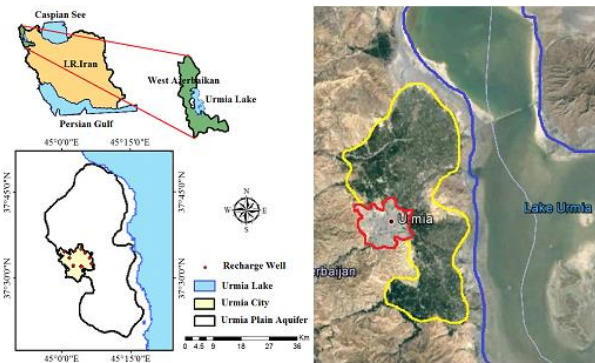 Caspian See
I.R.Iran
West Azerbaikan
Urmia Lake
Persian Gulf
45°0'0"E 45°15'0"E
37°45'0"N
37°30'0"N
45°0'0"E 45°15'0"E
N
W E
S
Recharge Well
Urmia Lake
Urmia City
Urmia Plain Aquifer
0 4.5 9 18 27 36 Km
Urmia
Lake Urmia
erbaijan